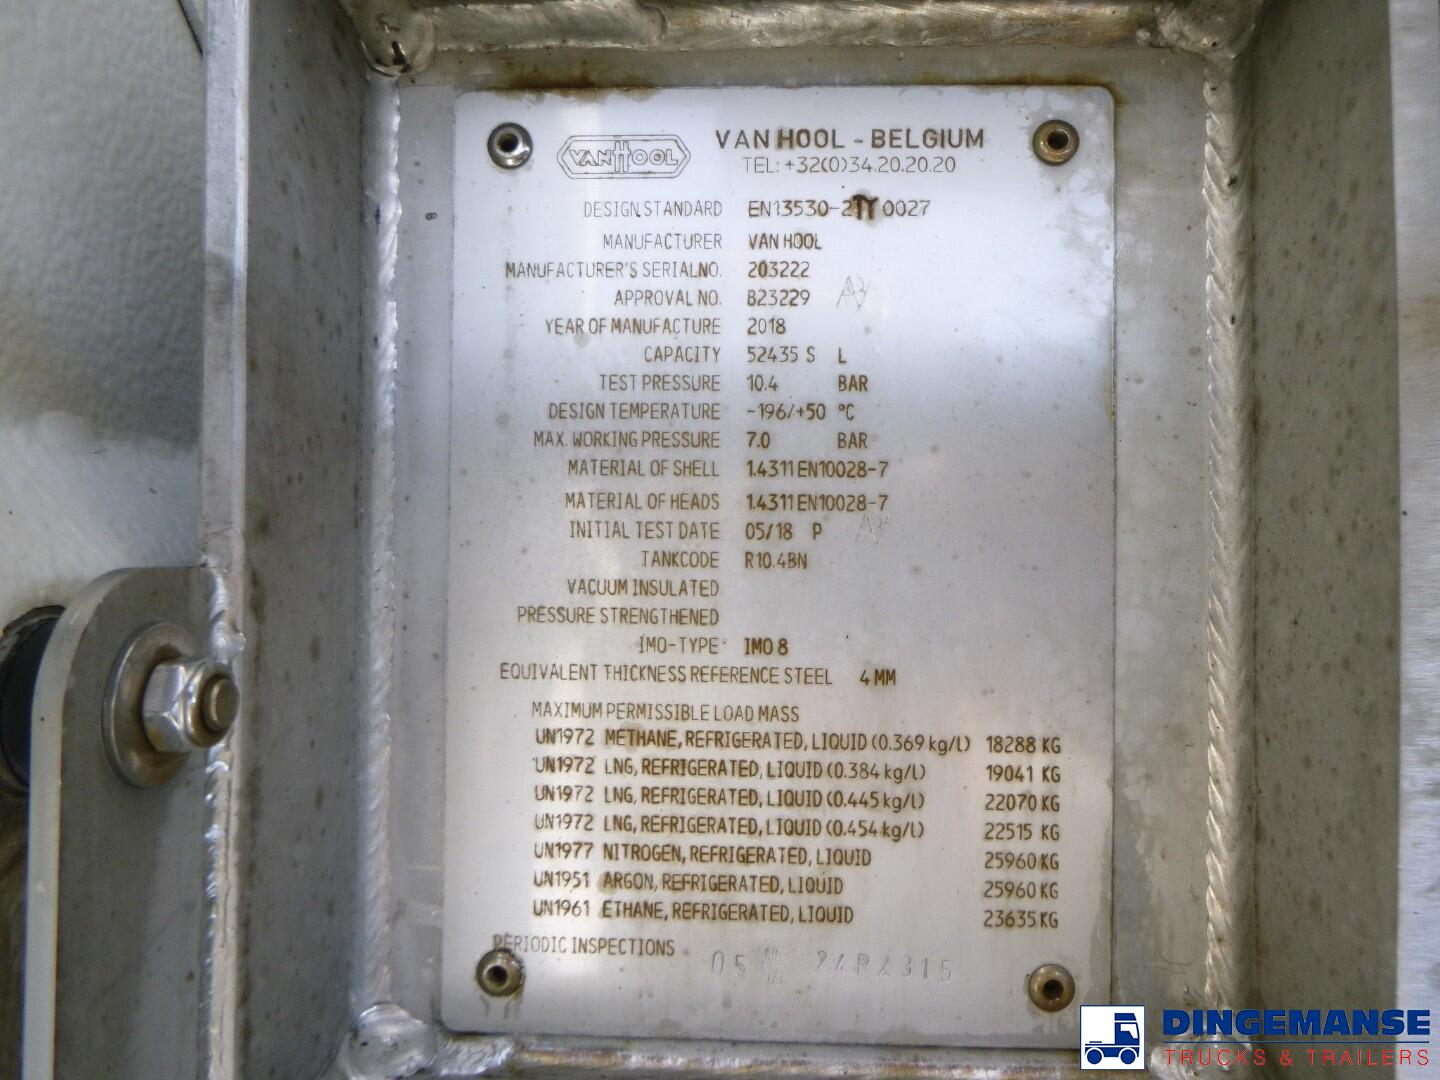 VAN HOOL VAN HOOL - BELGIUM
TEL: +32(0)34.20.20.20
DESIGN STANDARD EN13530-2 0027
MANUFACTURER VAN HOOL
MANUFACTURER'S SERIAL NO. 203222
APPROVAL NO. B23229
YEAR OF MANUFACTURE 2018
CAPACITY 52435 S L
TEST PRESSURE 10.4 BAR
DESIGN TEMPERATURE -196/+50 °C
MAX. WORKING PRESSURE 7.0 BAR
MATERIAL OF SHELL 1.4311 EN10028-7
MATERIAL OF HEADS 1.4311 EN10028-7
INITIAL TEST DATE 05/18 P
TANKCODE R10.4BN
VACUUM INSULATED
PRESSURE STRENGTHENED
IMO-TYPE IMO 8
EQUIVALENT THICKNESS REFERENCE STEEL 4 MM
MAXIMUM PERMISSIBLE LOAD MASS
UN1972 METHANE, REFRIGERATED, LIQUID (0.369 kg/l) 18288 KG
UN1972 LNG, REFRIGERATED, LIQUID (0.384 kg/l) 19041 KG
UN1972 LNG, REFRIGERATED, LIQUID (0.445 kg/l) 22070 KG
UN1972 LNG, REFRIGERATED, LIQUID (0.454 kg/l) 22515 KG
UN1977 NITROGEN, REFRIGERATED, LIQUID 25960 KG
UN1951 ARGON, REFRIGERATED, LIQUID 25960 KG
UN1961 ETHANE, REFRIGERATED, LIQUID 23635 KG
PERIODIC INSPECTIONS 05 24P2315
DINGEMANSE
TRUCKS & TRAILERS